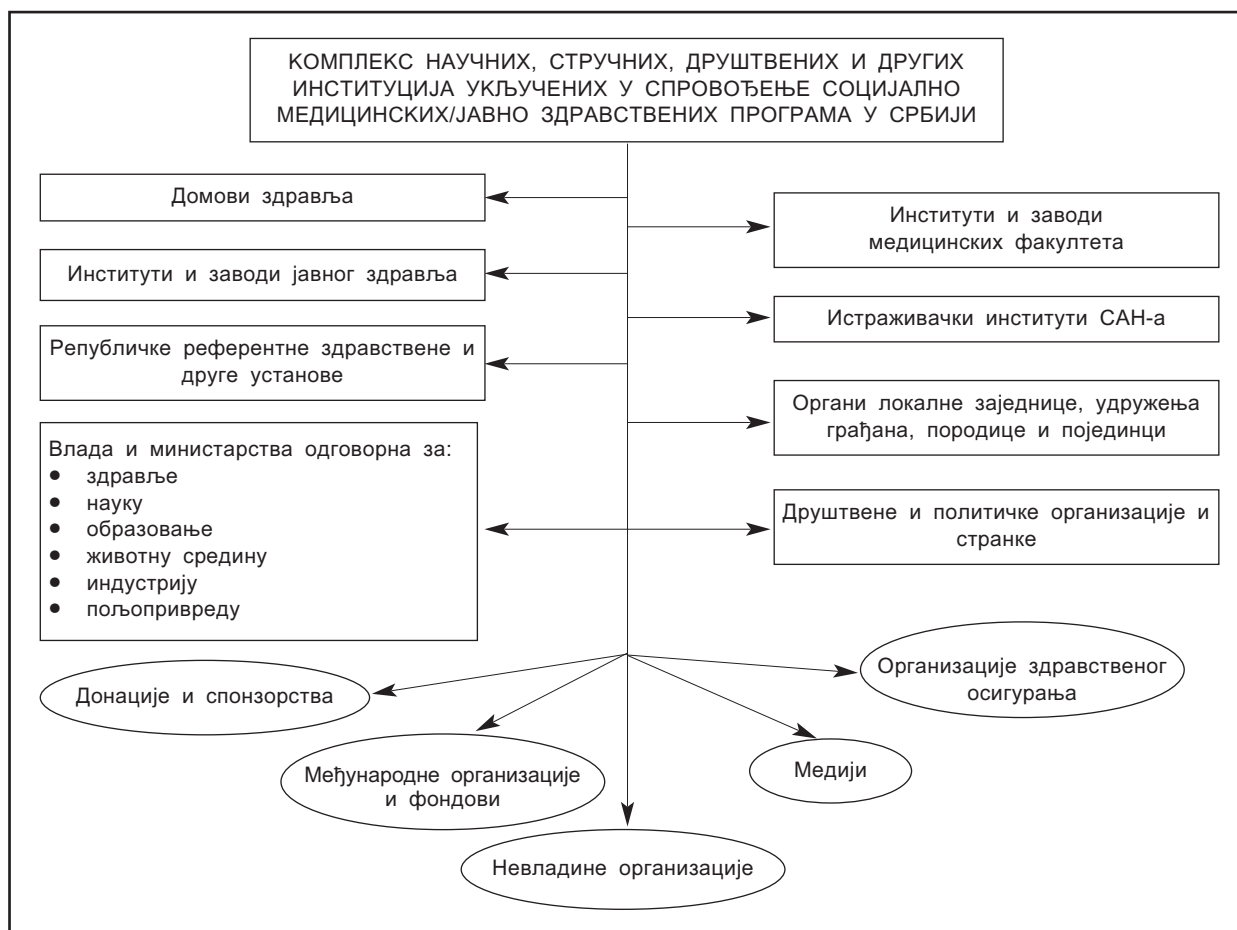 КОМПЛЕКС НАУЧНИХ, СТРУЧНИХ, ДРУШТВЕНИХ И ДРУГИХ
ИНСТИТУЦИЈА УКЉУЧЕНИХ У СПРОВОЂЕЊЕ СОЦИЈАЛНО
МЕДИЦИНСКИХ/ЈАВНО ЗДРАВСТВЕНИХ ПРОГРАМА У СРБИЈИ
Домови здравља
Институти и заводи
медицинских факултета
Институти и заводи јавног здравља
Истраживачки институти САН-а
Републичке референтне здравствене и
друге установе
Органи локалне заједнице, удружења
грађана, породице и појединци
Влада и министарства одговорна за:
● здравље
● науку
● образовање
● животну средину
● индустрију
● пољопривреду
Друштвене и политичке организације и
странке
Организације здравственог
осигурања
Донације и спонзорства
Међународне организације
и фондови
Медији
Невладине организације